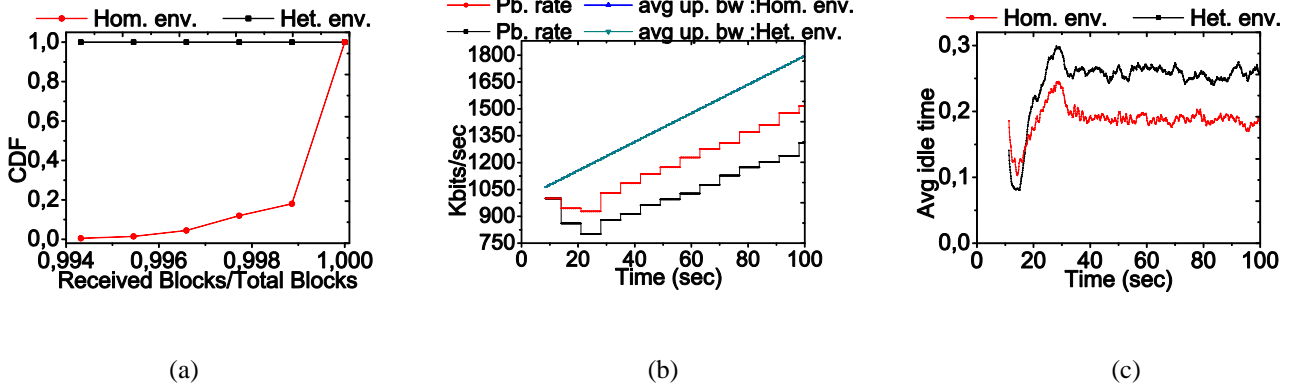 Hom. env. Het. env.
CDF
1,0
0,8
0,6
0,4
0,2
0,0
0,994 0,996 0,998 1,000
Received Blocks/Total Blocks
(a)
Pb. rate avg up. bw :Hom. env.
Pb. rate avg up. bw :Het. env.
Kbits/sec
1800
1650
1500
1350
1200
1050
900
750
0 20 40 60 80 100
Time (sec)
(b)
Hom. env. Het. env.
Avg idle time
0,3
0,2
0,1
0,0
0 20 40 60 80 100
Time (sec)
(c)